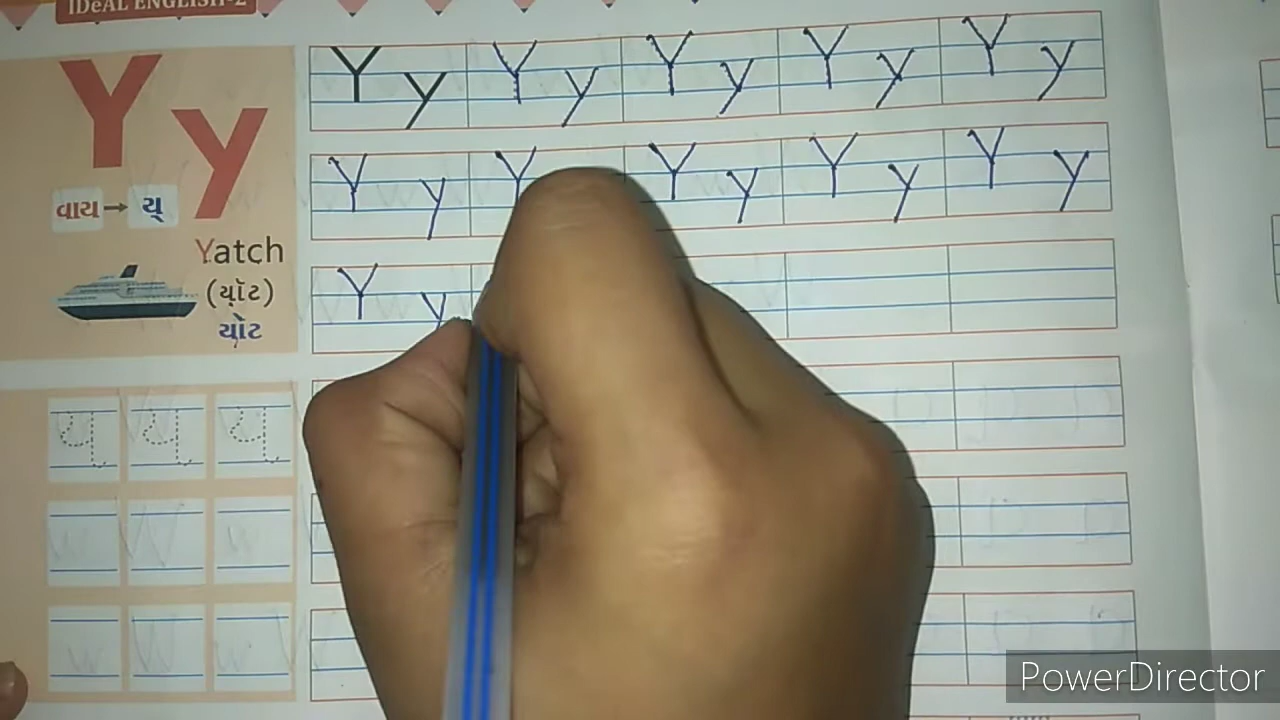 IDeAL ENGLISH-2
Y y
વાય → ય્
Yatch
(યૉટ)
યોટ
Y y Y y Y y Y y Y y
Y y Y Y y Y y Y y
Y y
य य य
PowerDirector